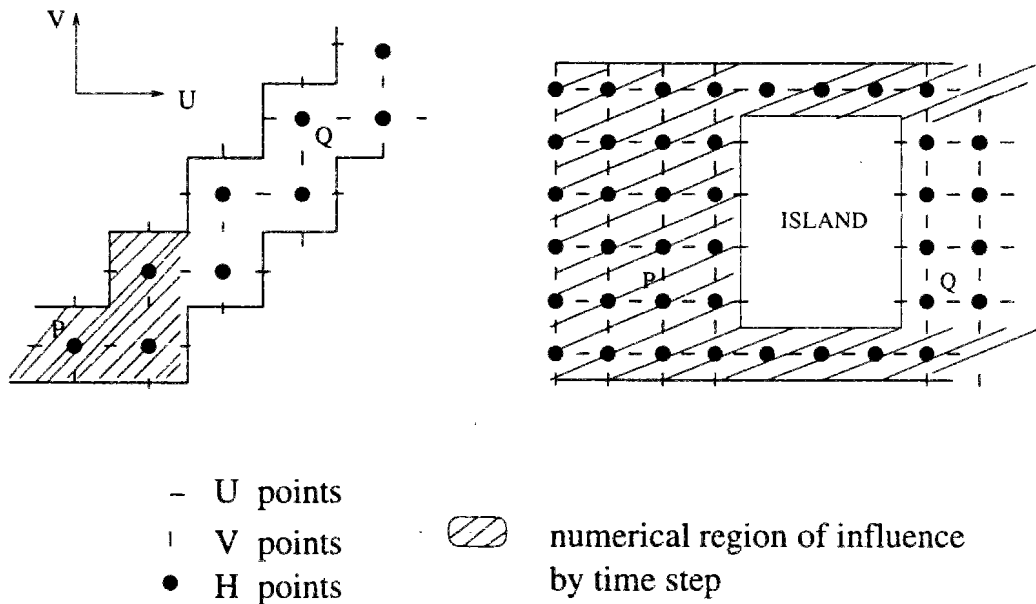 V
U
Q
P
ISLAND
P
Q
U points
V points
H points
numerical region of influence
by time step